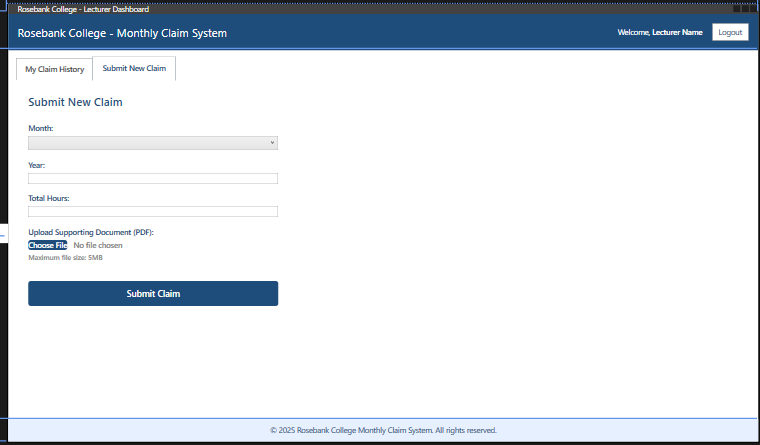 Rosebank College - Lecturer Dashboard
Rosebank College - Monthly Claim System
Welcome, Lecturer Name
Logout
My Claim History
Submit New Claim
Submit New Claim
Month:
Year:
Total Hours:
Upload Supporting Document (PDF):
Choose File No file chosen
Maximum file size: 5MB
Submit Claim
© 2025 Rosebank College Monthly Claim System. All rights reserved.